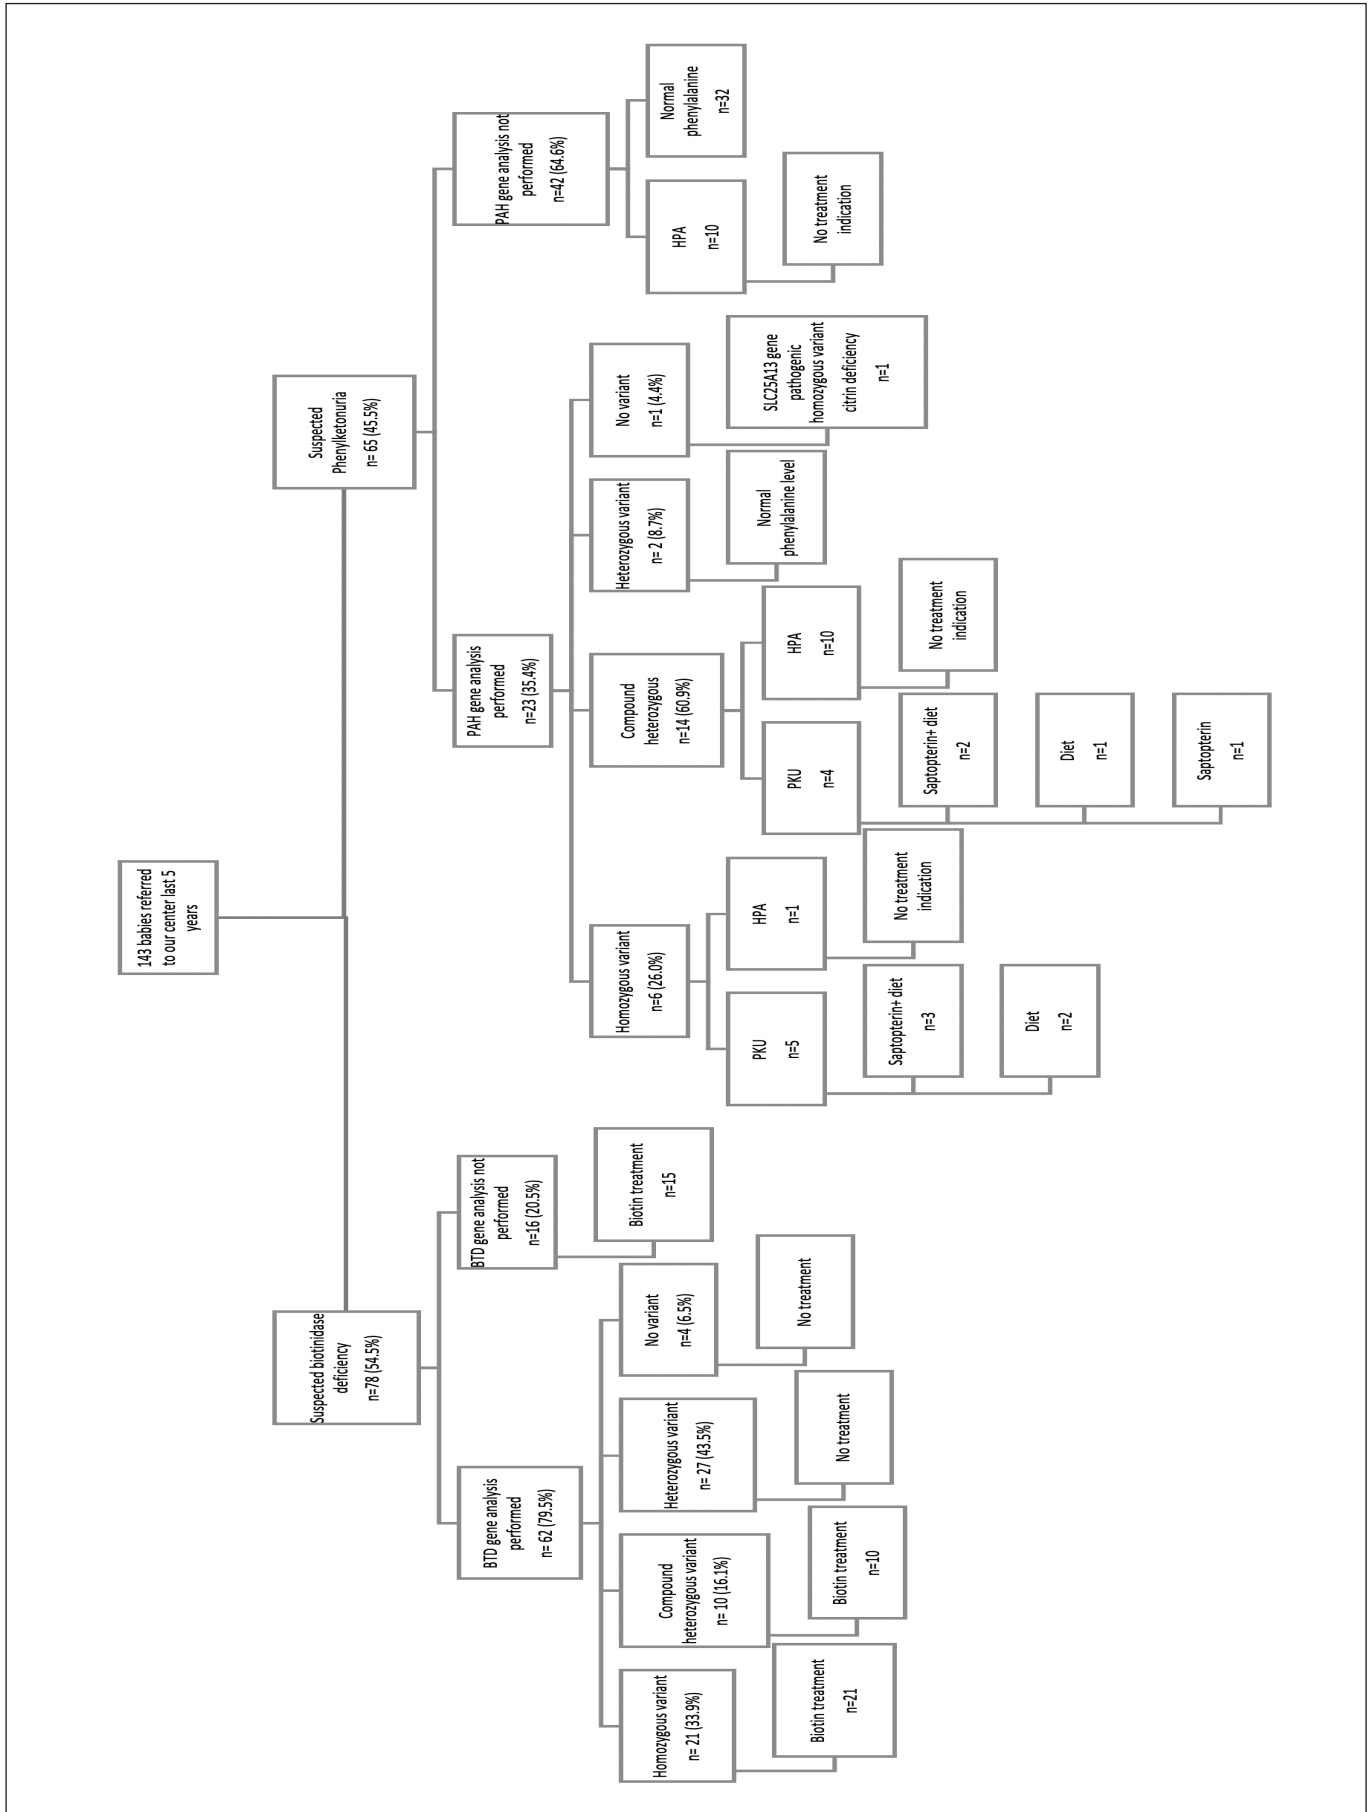 143 babies referred
to our center last 5
years
Suspected biotinidase
deficiency
n=78 (54.5%)
Suspected
Phenylketonuria
n= 65 (45.5%)
BTD gene analysis
performed
n= 62 (79.5%)
BTD gene analysis not
performed
n=16 (20.5%)
PAH gene analysis
performed
n=23 (35.4%)
PAH gene analysis not
performed
n=42 (64.6%)
Homozygous variant
n= 21 (33.9%)
Compound
heterozygous variant
n= 10 (16.1%)
Heterozygous variant
n= 27 (43.5%)
No variant
n=4 (6.5%)
Biotin treatment
n=15
Biotin treatment
n=21
Biotin treatment
n=10
No treatment
No treatment
Homozygous variant
n=6 (26.0%)
Compound
heterozygous
n=14 (60.9%)
Heterozygous variant
n= 2 (8.7%)
No variant
n=1 (4.4%)
HPA
n=10
Normal
phenylalanine
n=32
PKU
n=5
HPA
n=1
PKU
n=4
HPA
n=10
Normal
phenylalanine level
SLC25A13 gene
pathogenic
homozygous variant
citrin deficiency
n=1
No treatment
indication
Saptopterin+ diet
n=3
Diet
n=2
No treatment
indication
Saptopterin+ diet
n=2
Diet
n=1
Saptopterin
n=1
No treatment
indication